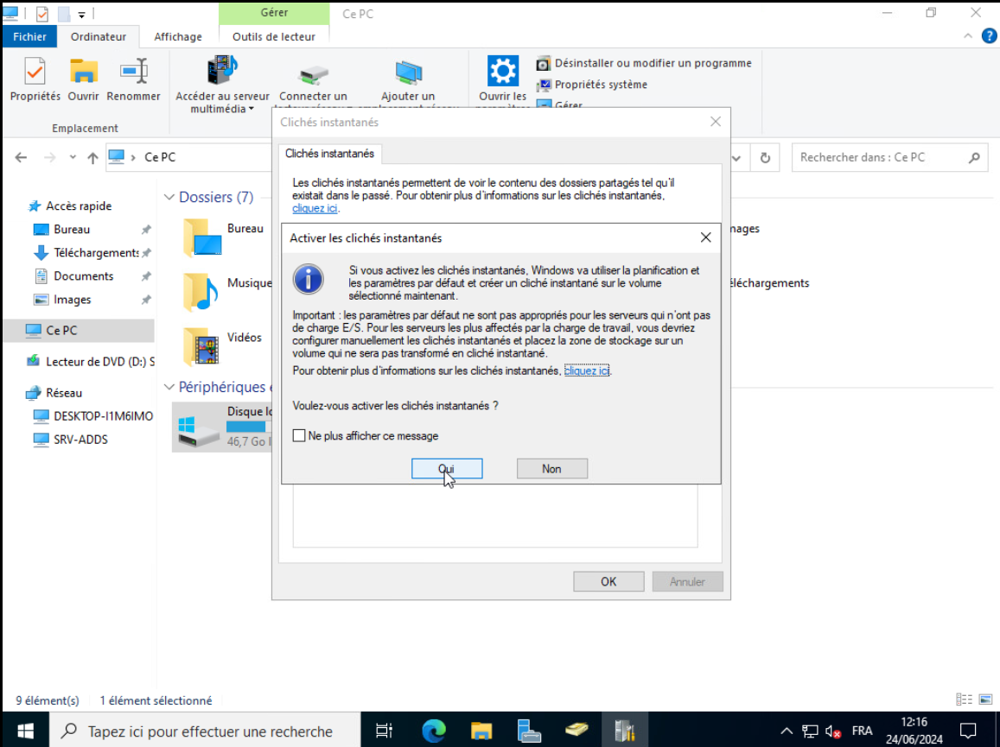 Gérer
Ce PC
Fichier
Ordinateur
Affichage
Outils de lecteur
Propriétés
Ouvrir
Renommer
Accéder au serveur
multimédia
Connecter un
Ajouter un
Ouvrir les
Désinstaller ou modifier un programme
Propriétés système
Gérer
Emplacement
Ce PC
Rechercher dans : Ce PC
Accès rapide
Bureau
Téléchargements
Documents
Images
Ce PC
Lecteur de DVD (D:) S
Réseau
DESKTOP-I1M6IMO
SRV-ADDS
Dossiers (7)
Bureau
Musique
Vidéos
Périphériques
Disque
46,7 Go
mages
éléchargements
Clichés instantanés
Clichés instantanés
Les clichés instantanés permettent de voir le contenu des dossiers partagés tel qu'il
existait dans le passé. Pour obtenir plus d'informations sur les clichés instantanés,
cliquez ici.
Activer les clichés instantanés
Si vous activez les clichés instantanés, Windows va utiliser la planification et
les paramètres par défaut et créer un cliché instantané sur le volume
sélectionné maintenant.
Important : les paramètres par défaut ne sont pas appropriés pour les serveurs qui n'ont pas
de charge E/S. Pour les serveurs les plus affectés par la charge de travail, vous devriez
configurer manuellement les clichés instantanés et placez la zone de stockage sur un
volume qui ne sera pas transformé en cliché instantané.
Pour obtenir plus d'informations sur les clichés instantanés, cliquez ici.
Voulez-vous activer les clichés instantanés ?
Ne plus afficher ce message
Oui
Non
OK
Annuler
9 élément(s)
1 élément sélectionné
Tapez ici pour effectuer une recherche
FRA
12:16
24/06/2024